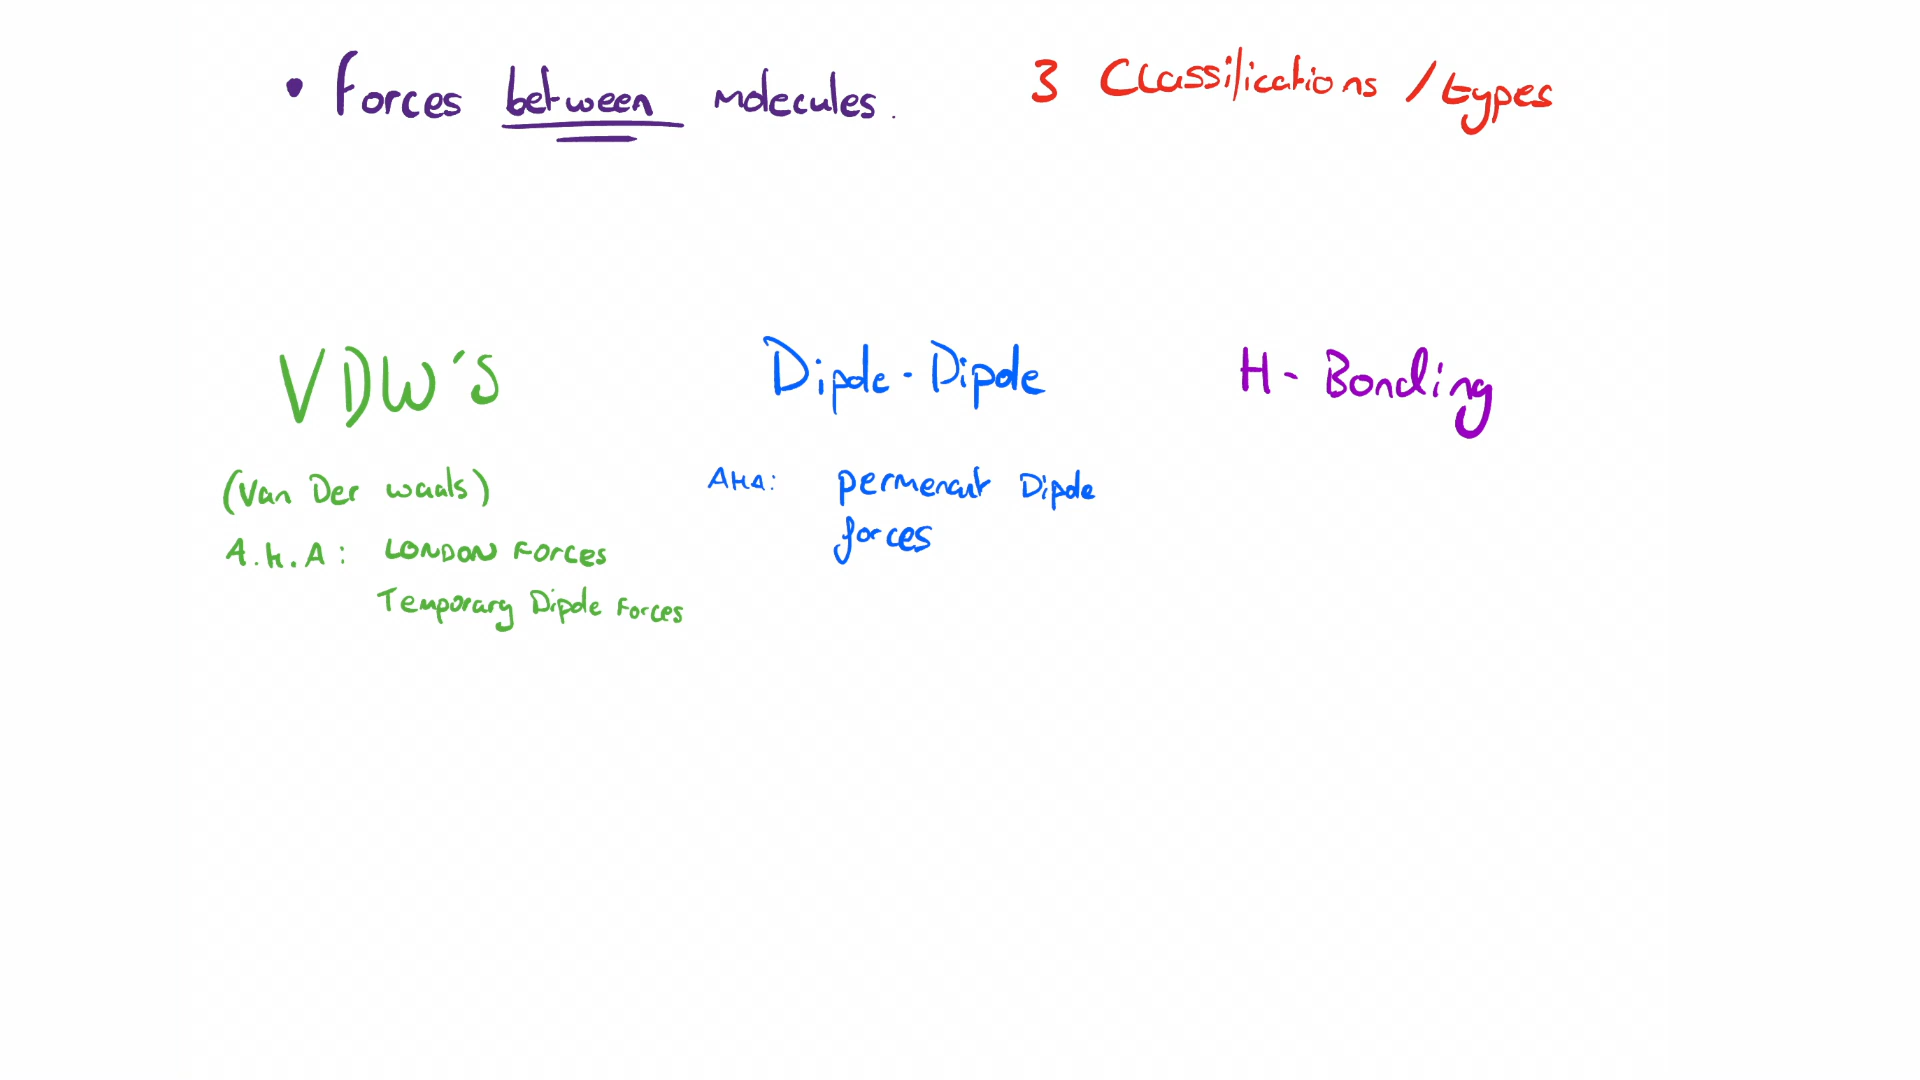 • Forces between molecules.
3 Classifications / types
VDW's
Dipole - Dipole
H - Bonding
(Van Der waals)
A.K.A: LONDON FORCES
Temporary Dipole Forces
AKA: permenant Dipole
forces